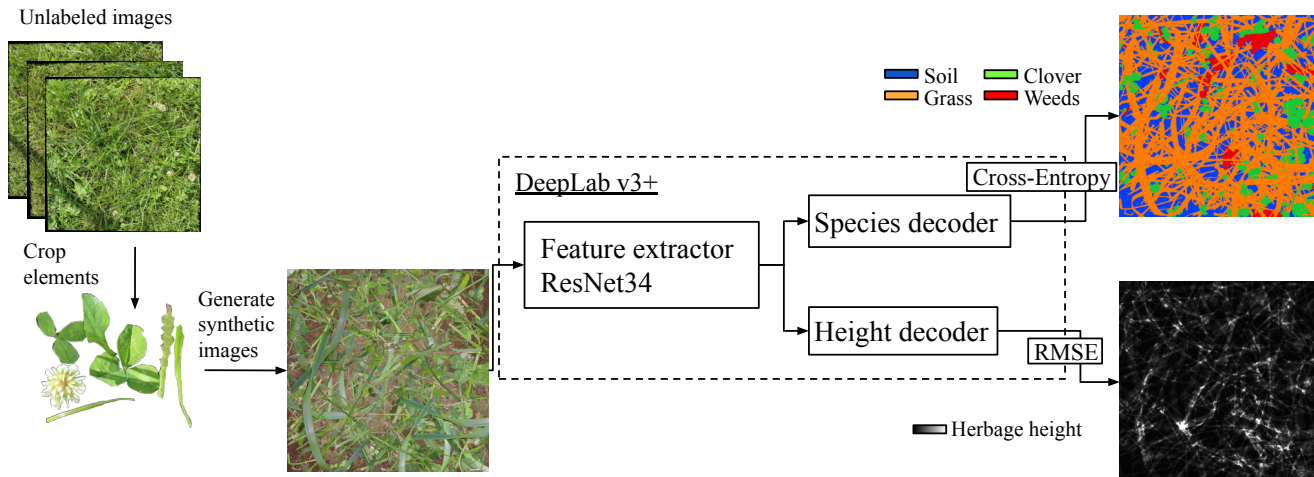 Unlabeled images
Crop
elements
Generate
synthetic
images
DeepLab v3+
Feature extractor
ResNet34
Species decoder
Height decoder
Soil
Clover
Grass
Weeds
Cross-Entropy
RMSE
Herbage height